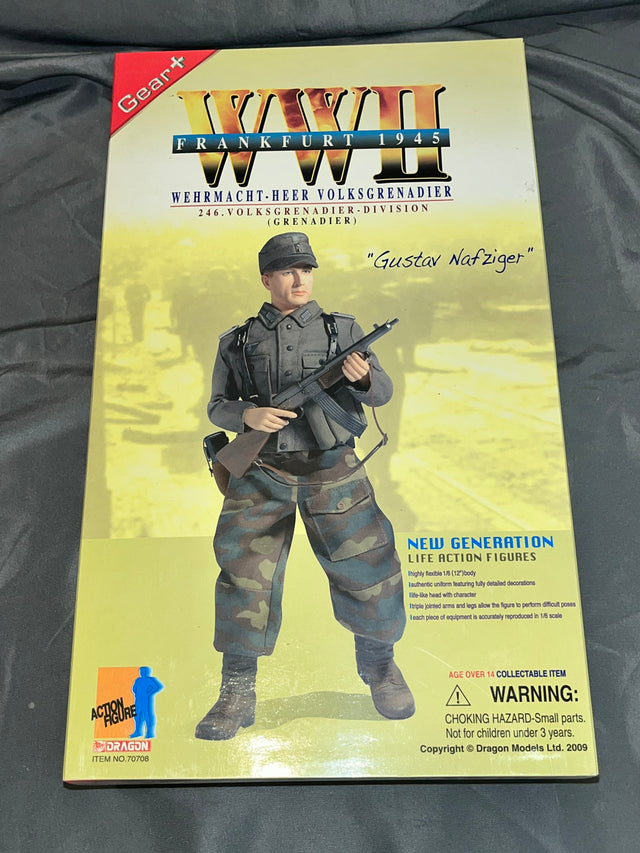 Gear+
WWII
FRANKFURT 1945
WEHRMACHT-HEER VOLKSGRENADIER
246.VOLKSGRENADIER-DIVISION
(GRENADIER)
"Gustav Nafziger"
NEW GENERATION
LIFE ACTION FIGURES
highly flexible 1/6 (12")body
authentic uniform featuring fully detailed decorations
life-like head with character
triple jointed arms and legs allow the figure to perform difficult poses
each piece of equipment is accurately reproduced in 1/6 scale
AGE OVER 14 COLLECTABLE ITEM
WARNING:
CHOKING HAZARD-Small parts.
Not for children under 3 years.
Copyright © Dragon Models Ltd. 2009
ACTION
FIGURE
DRAGON
ITEM NO.70708